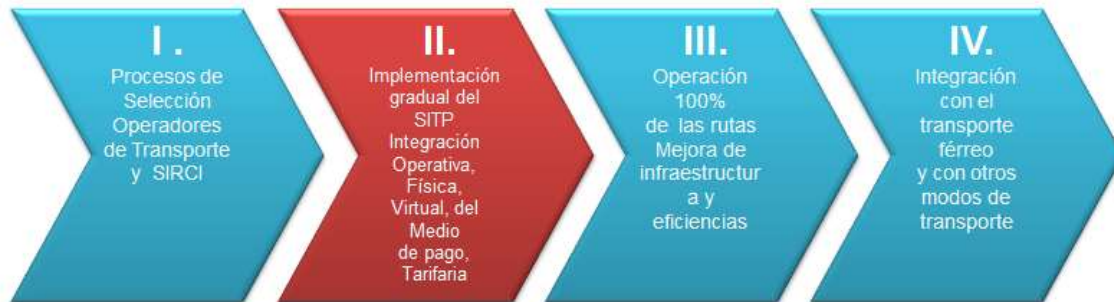 I .
Procesos de
Selección
Operadores
de Transporte
y SIRCI
II.
Implementación
gradual del
SITP
Integración
Operativa,
Física,
Virtual, del
Medio
de pago,
Tarifaria
III.
Operación
100%
de las rutas
Mejora de
infraestructur
a y
eficiencias
IV.
Integración
con el
transporte
férreo
y con otros
modos de
transporte